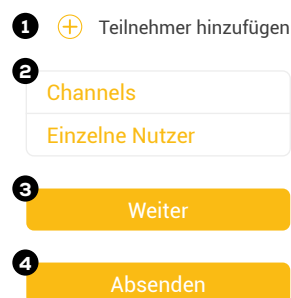 1 Teilnehmer hinzufügen
2
Channels
Einzelne Nutzer
3
Weiter
4
Absenden